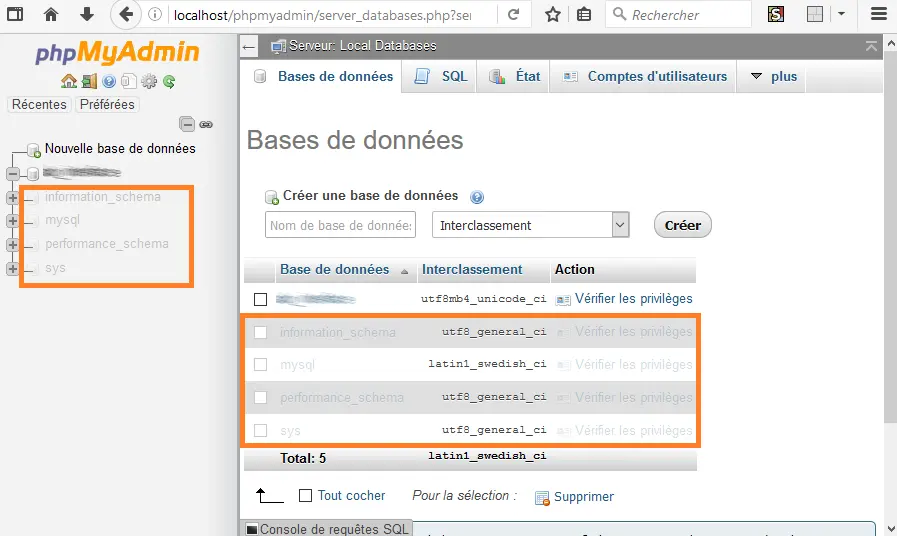 localhost/phpmyadmin/server_databases.php?ser
Rechercher
S
phpMyAdmin
Récentes Préférées
Nouvelle base de données
information_schema
mysql
performance_schema
sys
Serveur: Local Databases
Bases de données SQL État Comptes d'utilisateurs plus
Bases de données
Créer une base de données
Nom de base de données Interclassement Créer
Base de données Interclassement Action
utf8mb4_unicode_ci Vérifier les privilèges
information_schema utf8_general_ci Vérifier les privilèges
mysql latin1_swedish_ci Vérifier les privilèges
performance_schema utf8_general_ci Vérifier les privilèges
sys utf8_general_ci Vérifier les privilèges
Total: 5 latin1_swedish_ci
Tout cocher Pour la sélection : Supprimer
Console de requêtes SQL